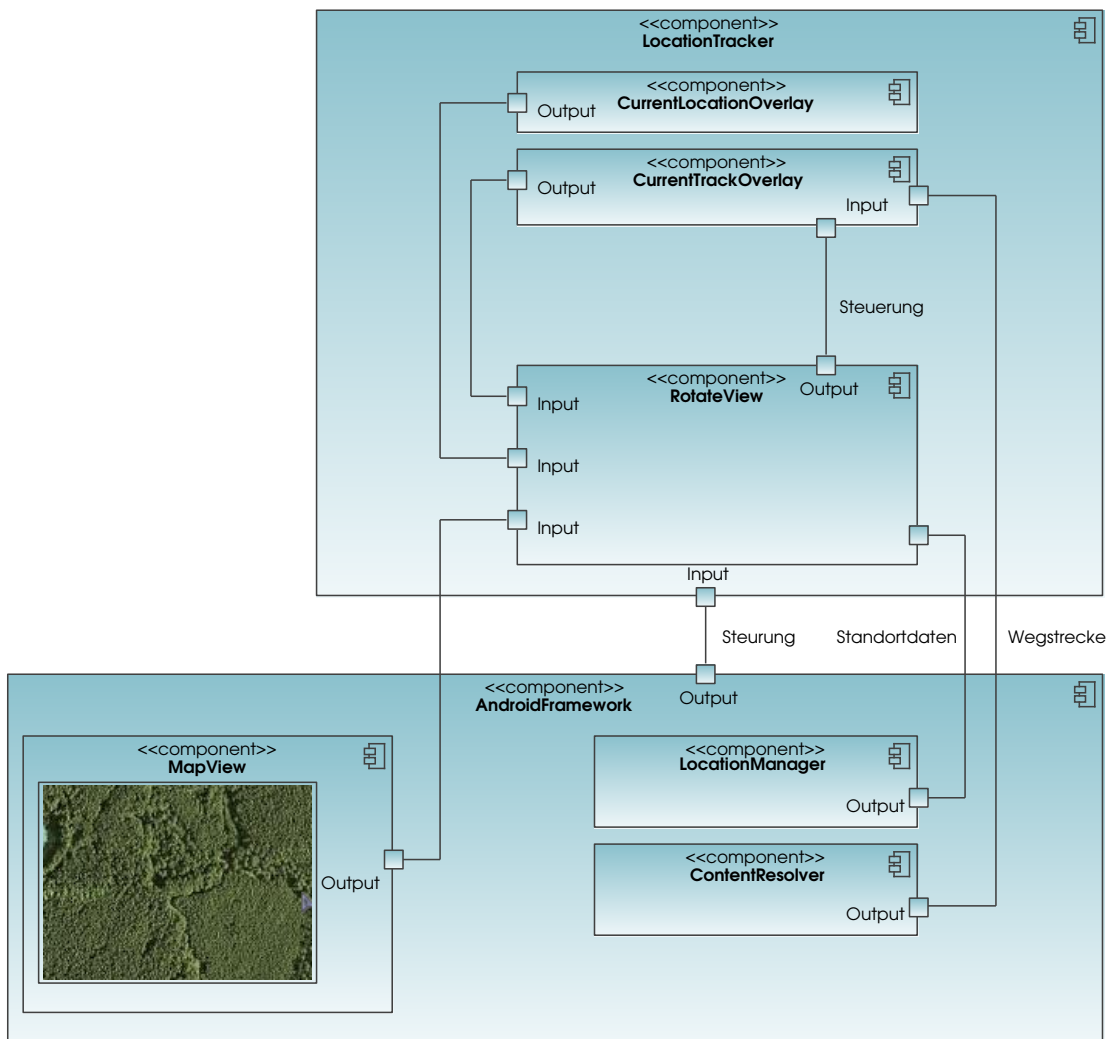 <<component>>
LocationTracker
<<component>>
CurrentLocationOverlay
Output
<<component>>
CurrentTrackOverlay
Output
Input
Steuerung
<<component>>
RotateView
Output
Input
Input
Input
Input
Steurung
Standortdaten
Wegstrecke
Output
<<component>>
AndroidFramework
<<component>>
MapView
Output
<<component>>
LocationManager
Output
<<component>>
ContentResolver
Output